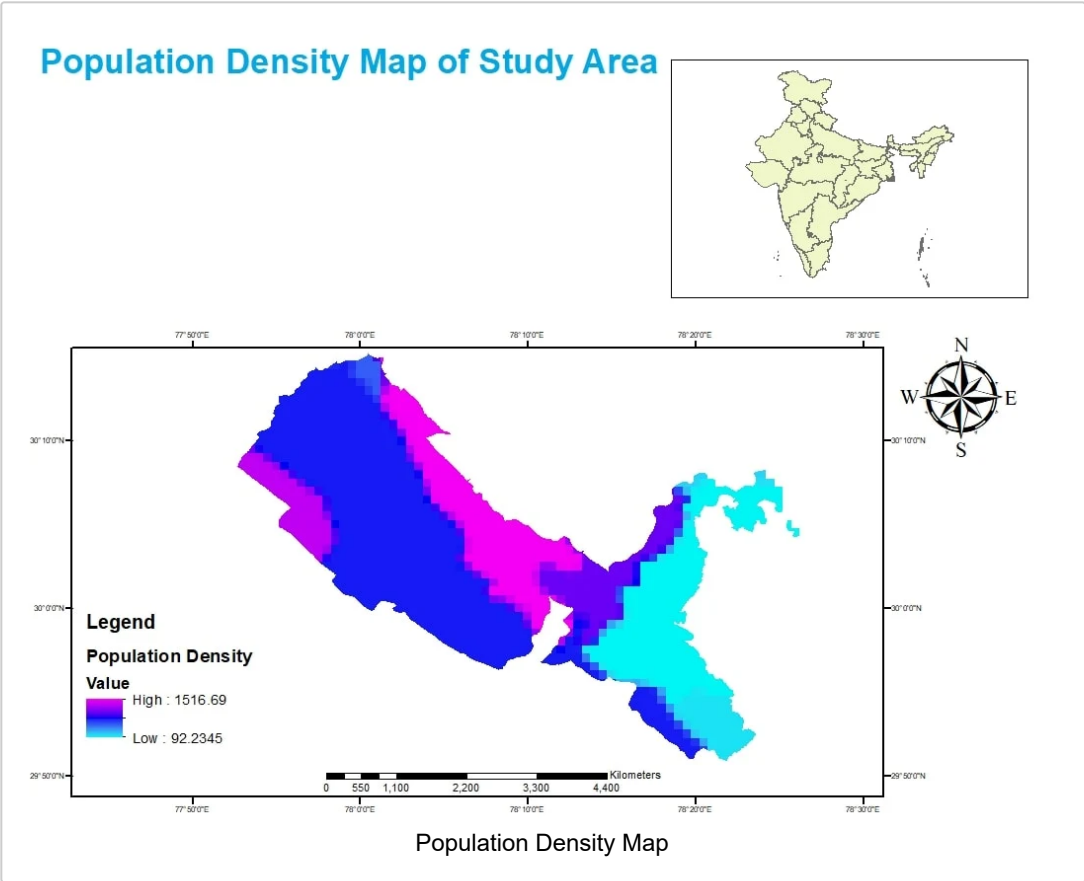 Population Density Map of Study Area
77°50'0"E 78°0'0"E 78°10'0"E 78°20'0"E 78°30'0"E
N
W E
S
30°10'0"N 30°10'0"N
30°0'0"N 30°0'0"N
Legend
Population Density
Value
High : 1516.69
Low : 92.2345
29°50'0"N 29°50'0"N
Kilometers
0 550 1,100 2,200 3,300 4,400
77°50'0"E 78°0'0"E 78°10'0"E 78°20'0"E 78°30'0"E
Population Density Map